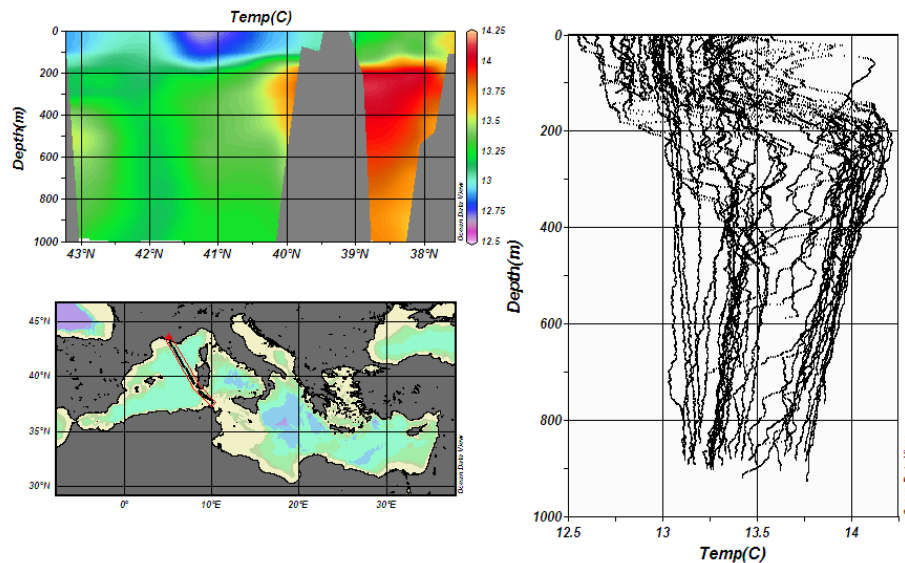 Temp(C)
0
200
400
600
800
1000
Depth(m)
43°N
42°N
41°N
40°N
39°N
38°N
14.25
14
13.75
13.5
13.25
13
12.75
12.5
Ocean Data View
45°N
40°N
35°N
30°N
0°
10°E
20°E
30°E
Ocean Data View
0
200
400
600
800
1000
Depth(m)
12.5
13
13.5
14
Temp(C)